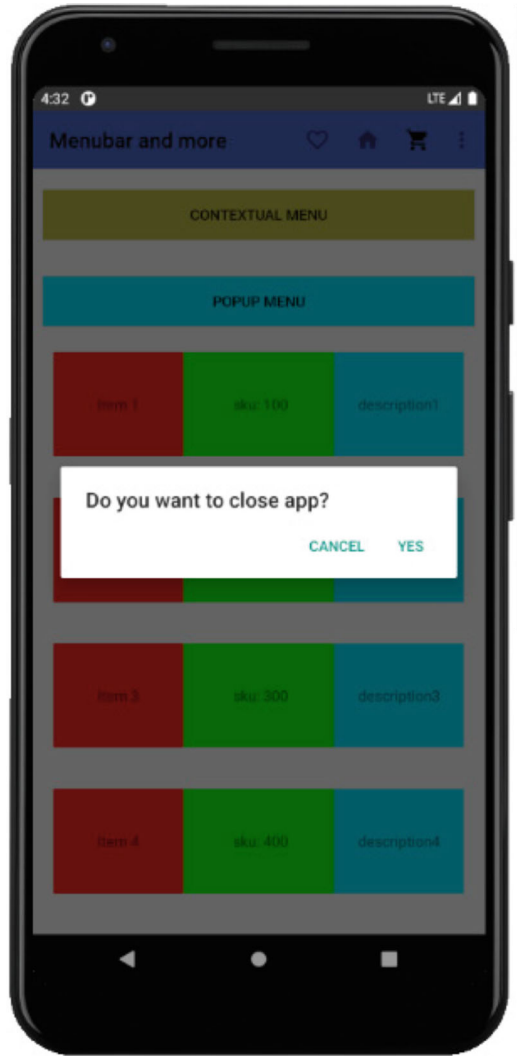 4:32 LTE
Menubar and more
CONTEXTUAL MENU
POPUP MENU
item 1 sku: 100 description1
Do you want to close app?
CANCEL YES
item 3 sku: 300 description3
item 4 sku: 400 description4